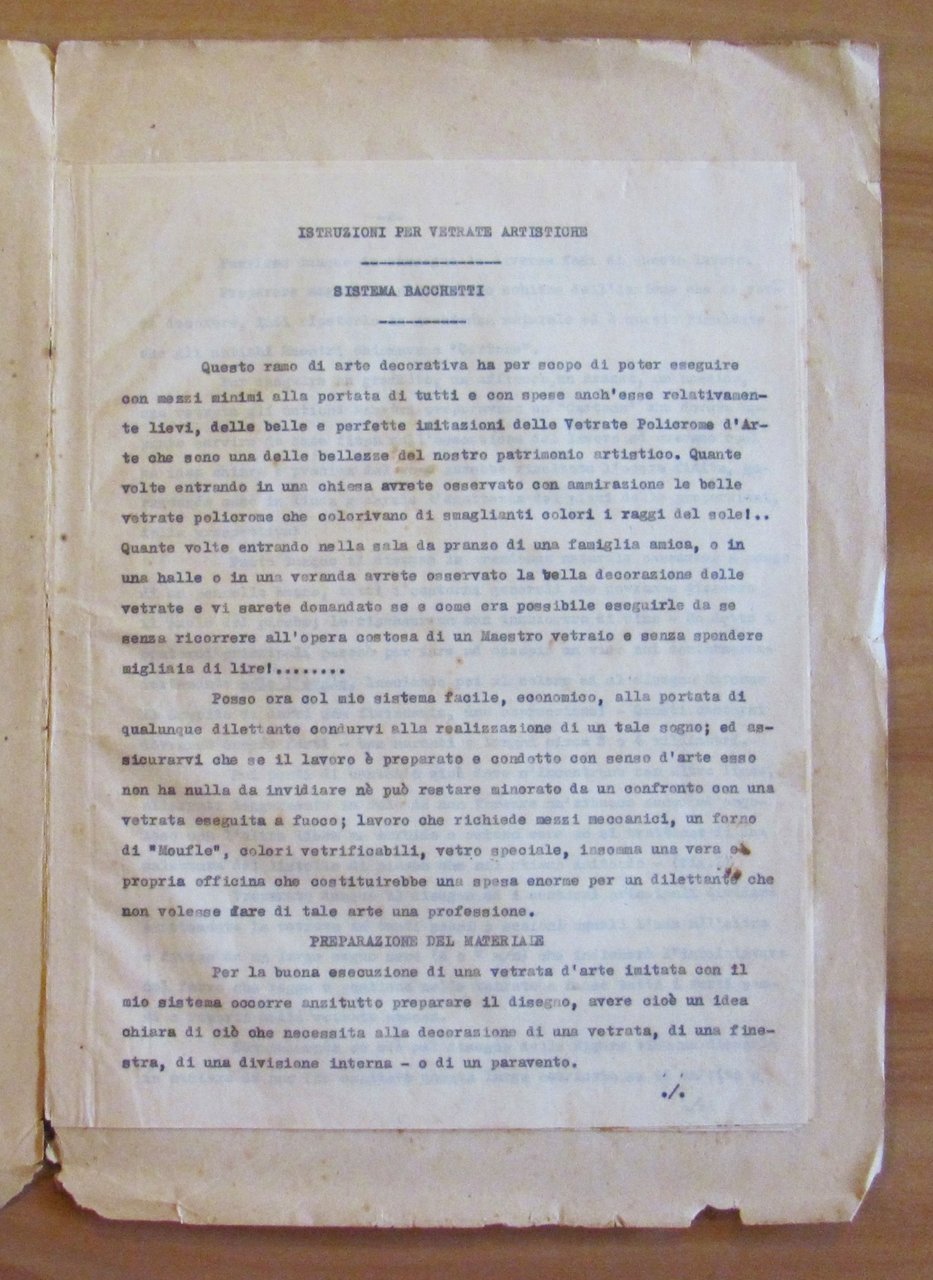 ISTRUZIONI PER VETRATE ARTISTICHE
SISTEMA BACCHETTI
Questo ramo di arte decorativa ha per scopo di poter eseguire
con mezzi minimi alla portata di tutti e con spese anch'esse relativamen-
te lievi, delle belle e perfette imitazioni delle Vetrate Policrome d'Ar-
te che sono una delle bellezze del nostro patrimonio artistico. Quante
volte entrando in una chiesa avrete osservato con ammirazione le belle
vetrate policrome che colorivano di smaglianti colori i raggi del sole!..
Quante volte entrando nella sala da pranzo di una famiglia amica, o in
una halle o in una veranda avrete osservato la bella decorazione delle
vetrate e vi sarete domandato se e come era possibile eseguirle da se
senza ricorrere all'opera costosa di un Maestro vetraio e senza spendere
migliaia di lire!........
Posso ora col mio sistema facile, economico, alla portata di
qualunque dilettante condurvi alla realizzazione di un tale sogno; ed as-
sicurarvi che se il lavoro è preparato e condotto con senso d'arte esso
non ha nulla da invidiare nè può restare minorato da un confronto con una
vetrata eseguita a fuoco; lavoro che richiede mezzi meccanici, un forno
di "Moufle", colori vetrificabili, vetro speciale, insomma una vera e
propria officina che costituirebbe una spesa enorme per un dilettante che
non volesse fare di tale arte una professione.
PREPARAZIONE DEL MATERIALE
Per la buona esecuzione di una vetrata d'arte imitata con il
mio sistema occorre anzitutto preparare il disegno, avere cioè un idea
chiara di ciò che necessita alla decorazione di una vetrata, di una fine-
stra, di una divisione interna - o di un paravento.
./.